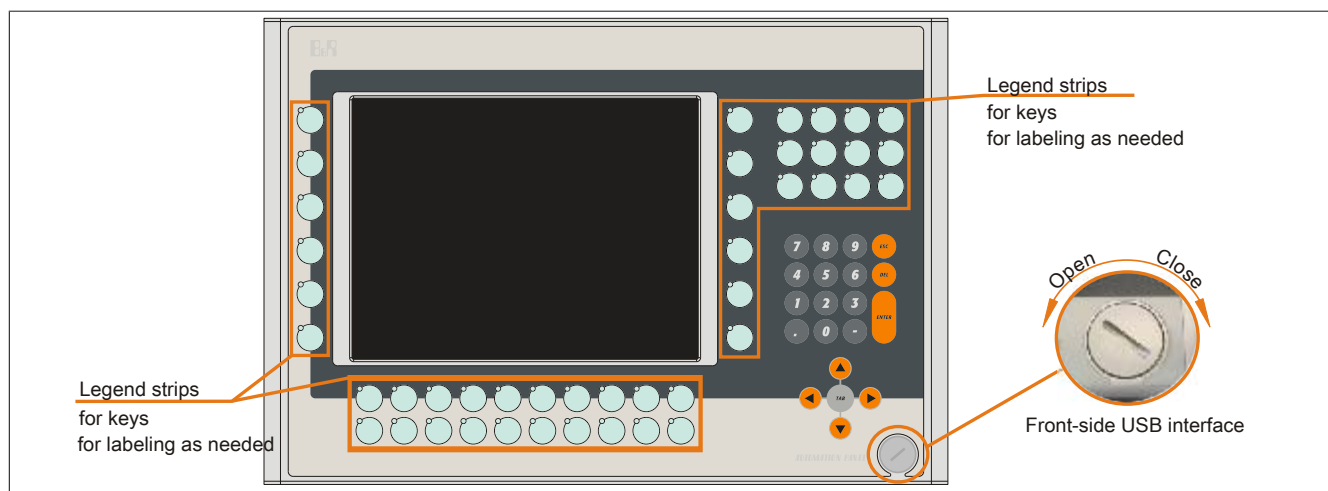 B&R
Legend strips
for keys
for labeling as needed
7 8 9 ESC
4 5 6 DEL
1 2 3 ENTER
. 0 -
TAB
Legend strips
for keys
for labeling as needed
Open Close
Front-side USB interface